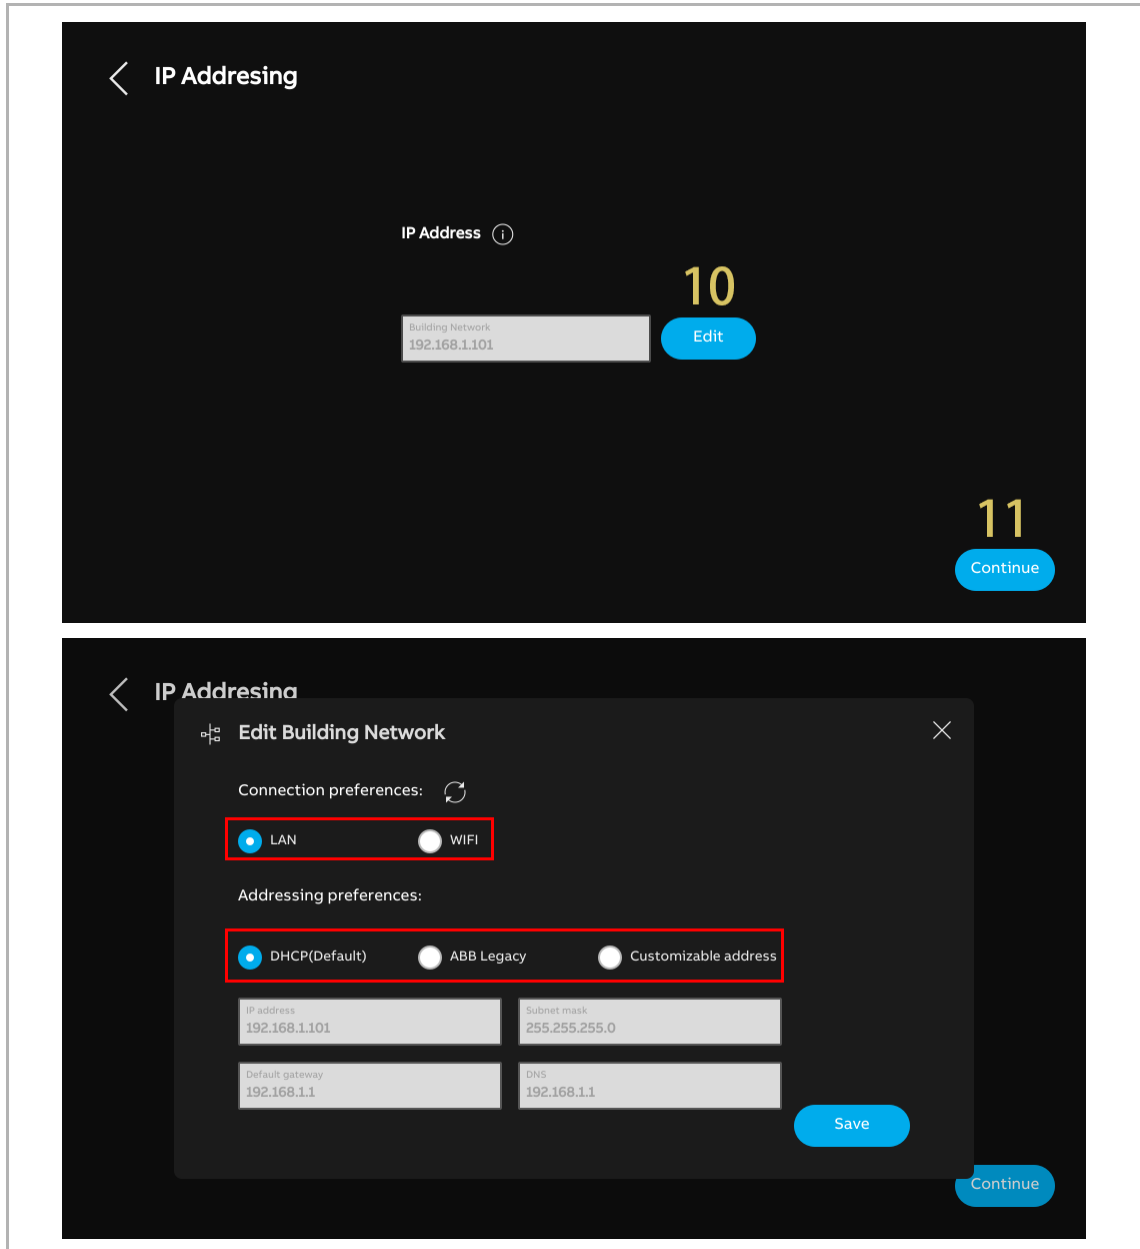 IP Addresing
IP Address
10
Building Network
192.168.1.101
Edit
11
Continue
IP Addresing
Edit Building Network
Connection preferences:
LAN WIFI
Addressing preferences:
DHCP(Default) ABB Legacy Customizable address
IP address Subnet mask
192.168.1.101 255.255.255.0
Default gateway DNS
192.168.1.1 192.168.1.1
Save
Continue